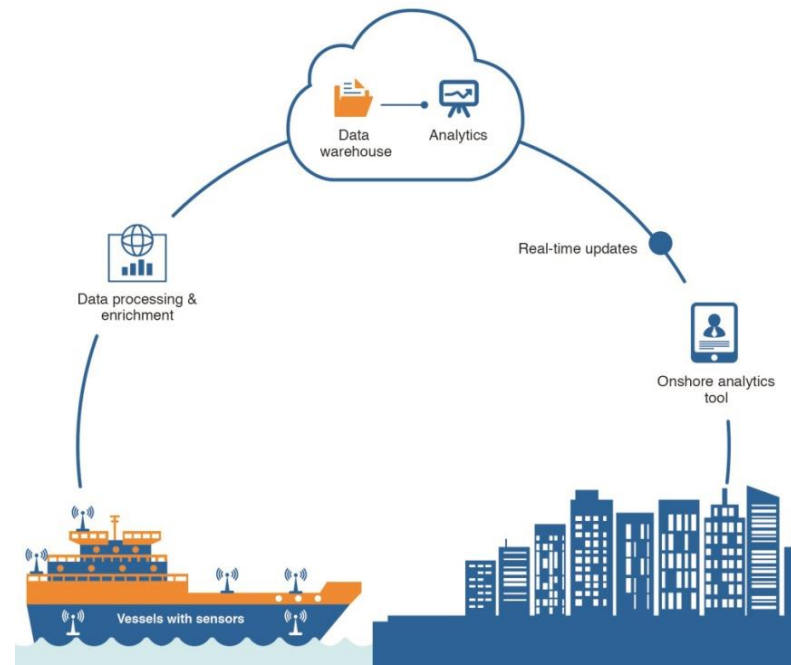 Data
warehouse
Analytics
Real-time updates
Data processing &
enrichment
Onshore analytics
tool
Vessels with sensors